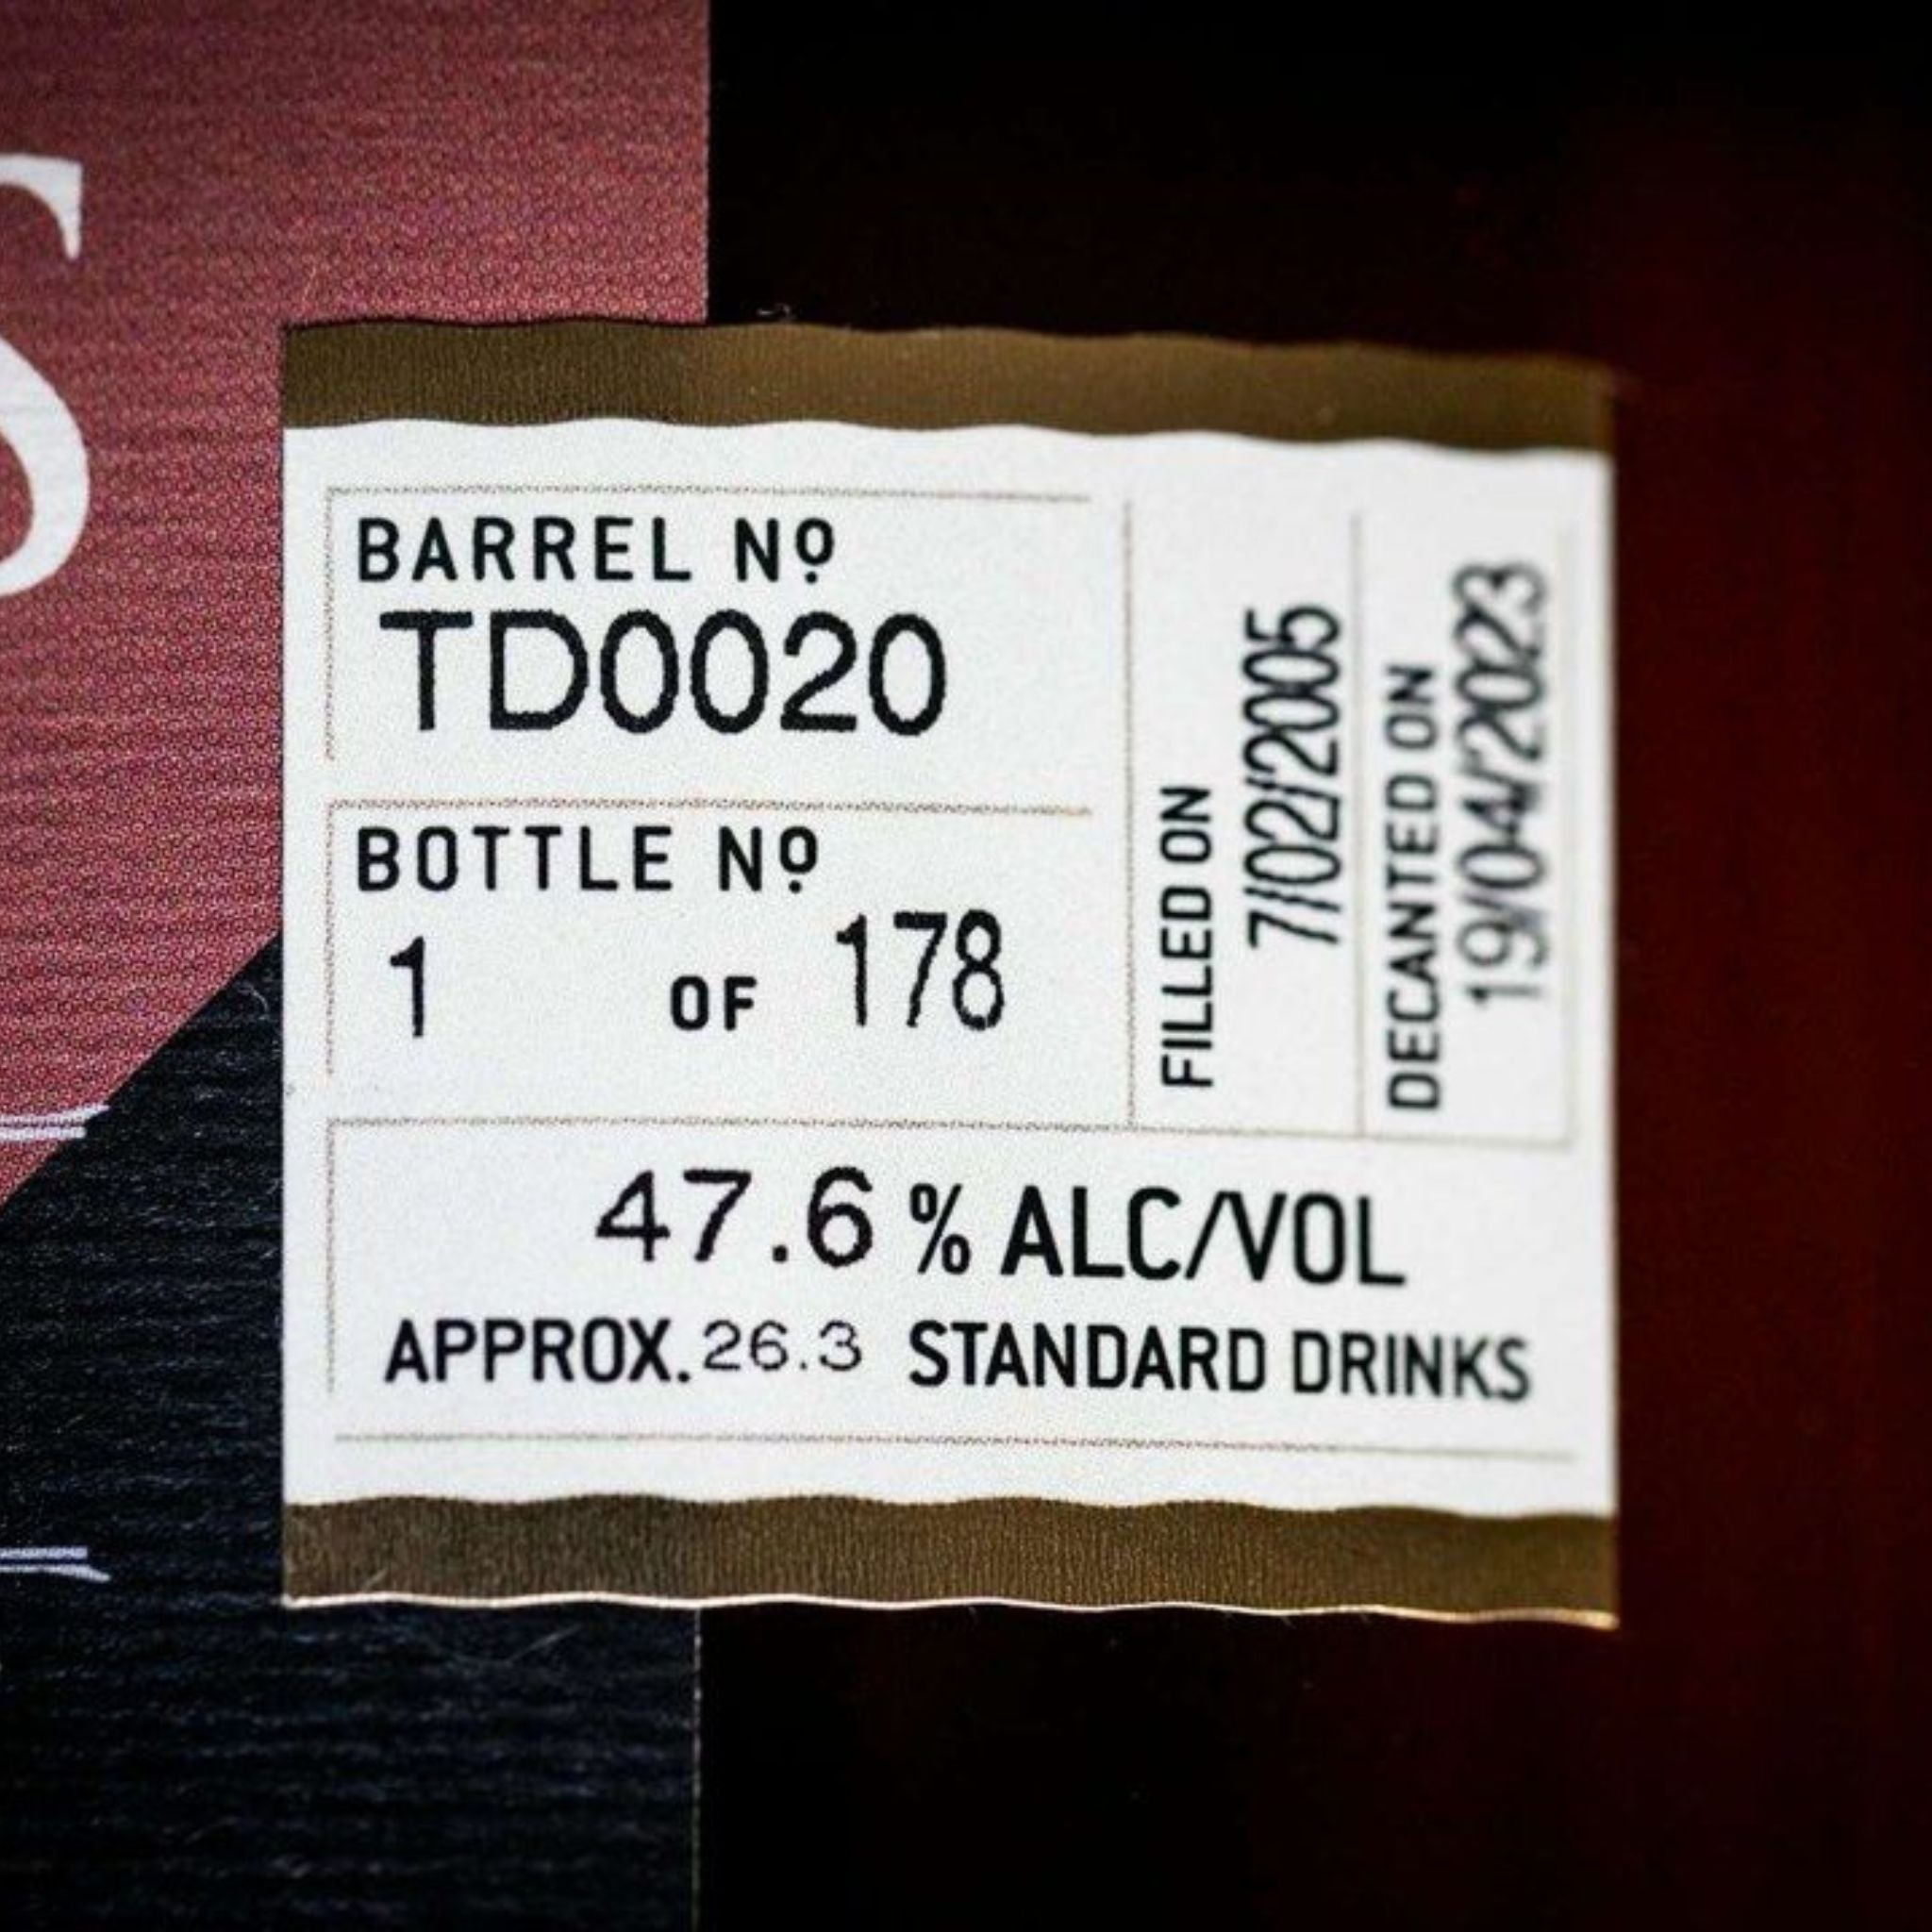 S
BARREL Nº
TD0020
BOTTLE Nº
1 OF 178
FILLED ON
7/02/2005
DECANTED ON
19/04/2023
47.6 % ALC/VOL
APPROX. 26.3 STANDARD DRINKS